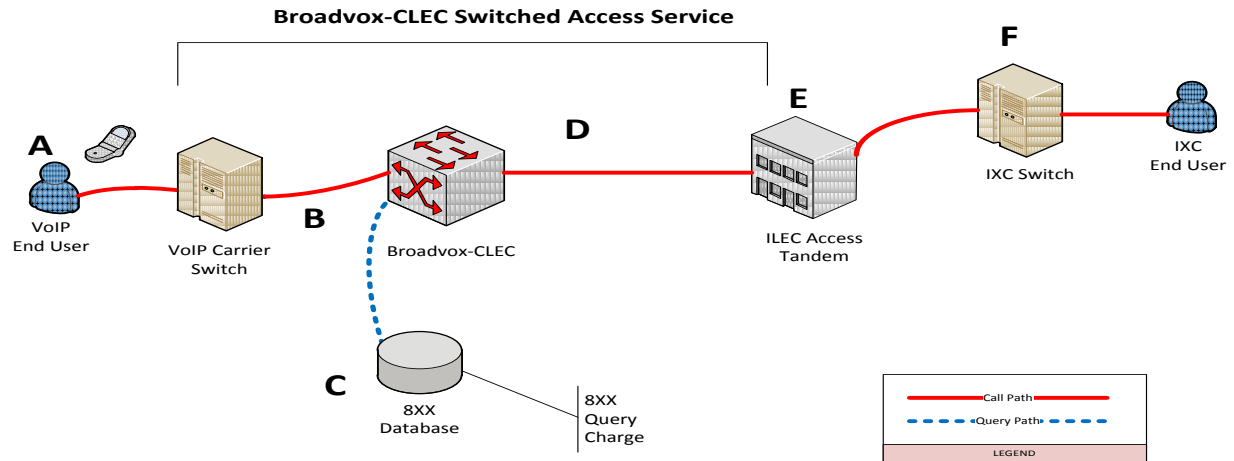 Broadvox-CLEC Switched Access Service
F
E
D
A
B
C
VoIP
End User
VoIP Carrier
Switch
Broadvox-CLEC
ILEC Access
Tandem
IXC Switch
IXC
End User
8XX
Database
8XX
Query
Charge
Call Path
Query Path
LEGEND